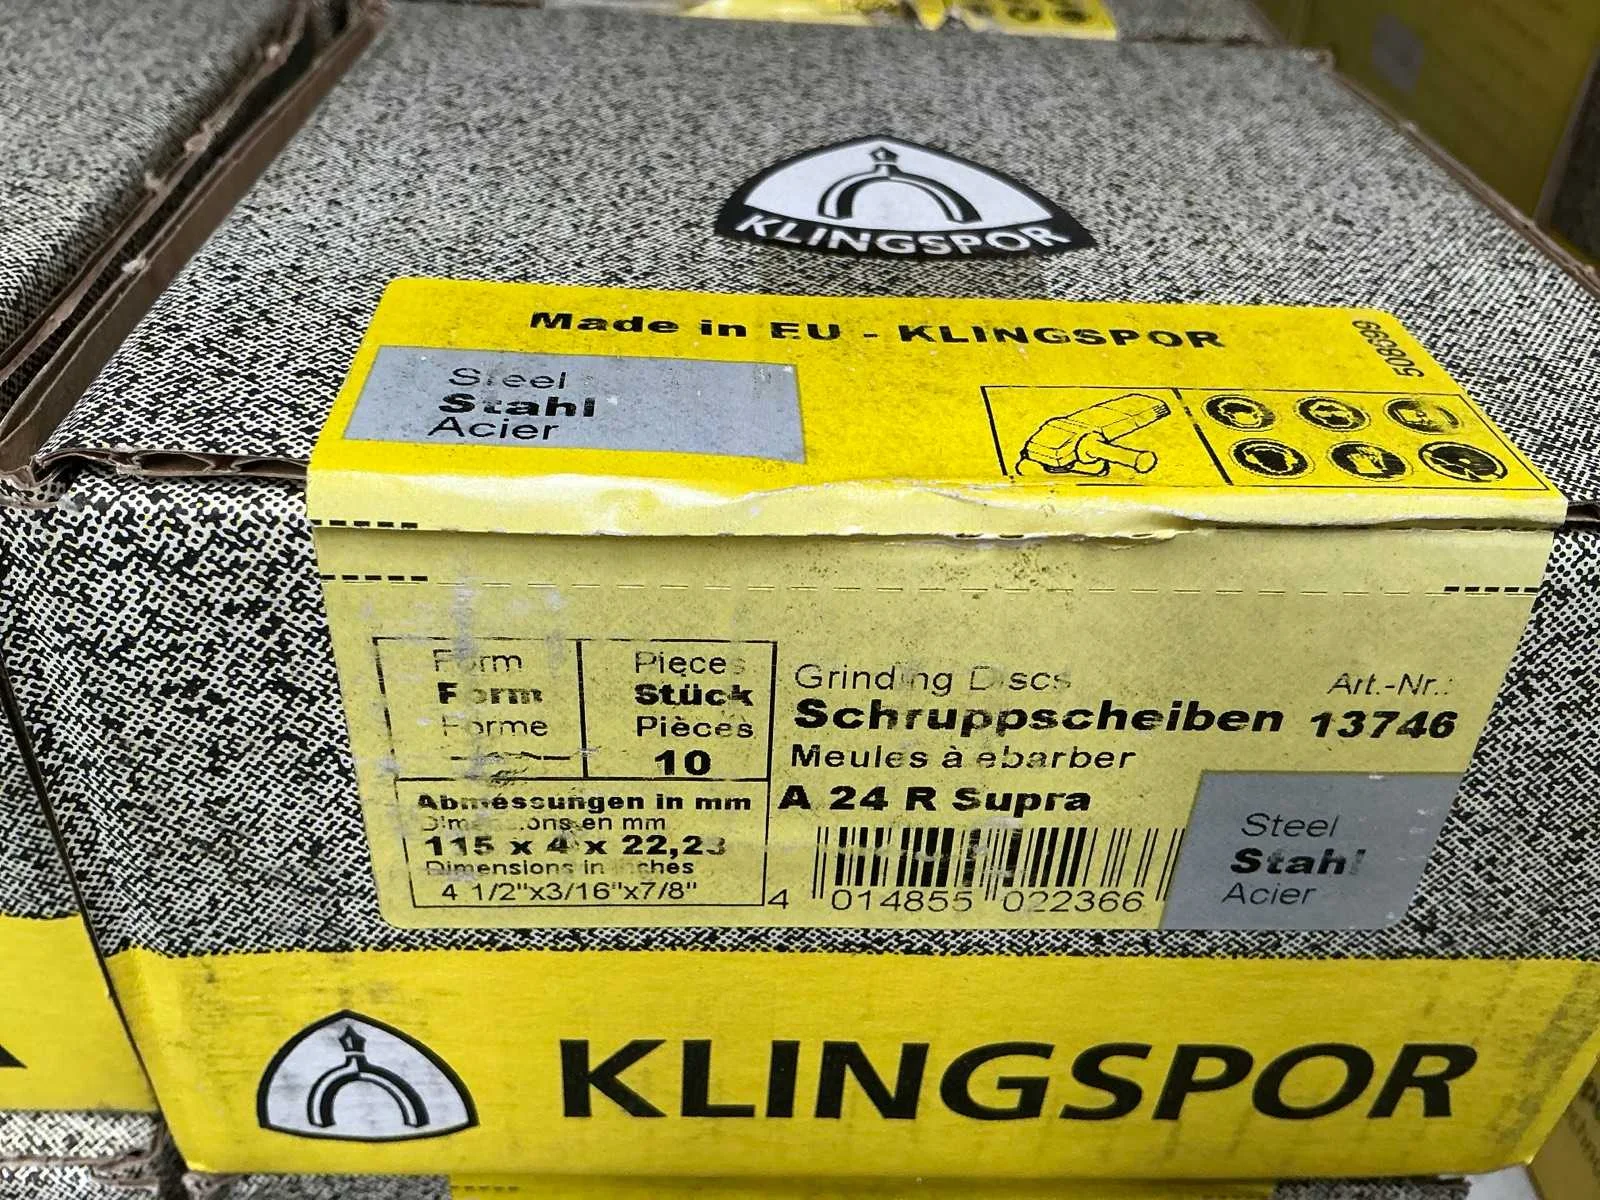 KLINGSPOR
Made in EU - KLINGSPOR
Steel
Stahl
Acier
Form
Form
Forme
Pieces
Stück
Pièces
10
Grinding Discs
Schruppscheiben
Meules à ebarber
A 24 R Supra
Art.-Nr.:
13746
Abmessungen in mm
Dimensions en mm
115 x 4 x 22,23
Dimensions in inches
4 1/2"x3/16"x7/8"
4 014855 022366
Steel
Stahl
Acier
KLINGSPOR